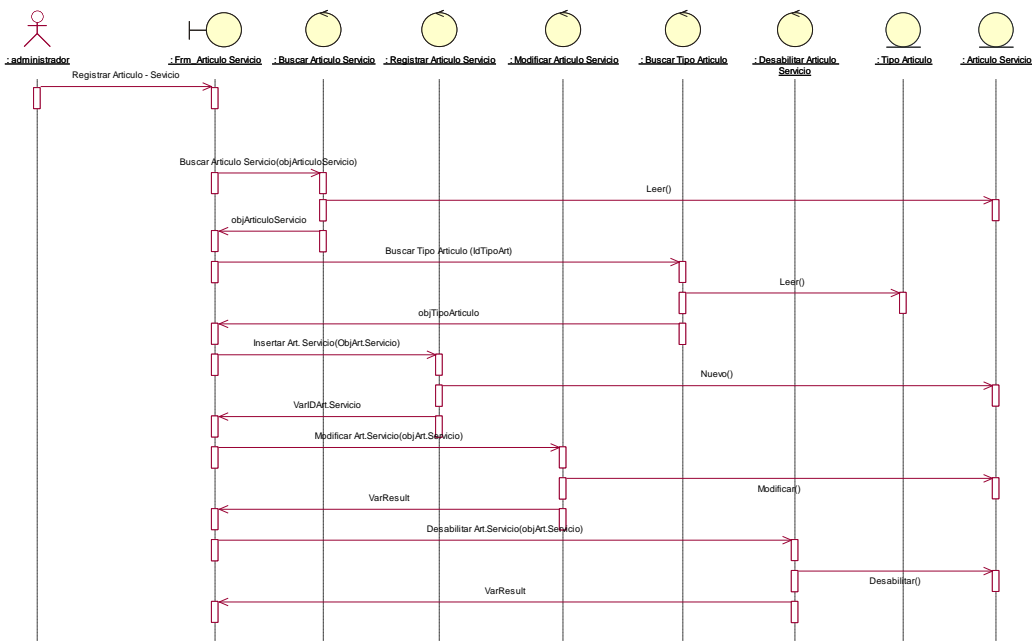 : administrador
: Frm_Articulo Servicio
: Buscar Articulo Servicio
: Registrar Articulo Servicio
: Modificar Articulo Servicio
: Buscar Tipo Articulo
: Desabilitar Articulo
Servicio
: Tipo Articulo
: Articulo Servicio
Registrar Articulo - Sevicio
Buscar Articulo Servicio(objArticuloServicio)
Leer()
objArticuloServicio
Buscar Tipo Articulo (IdTipoArt)
Leer()
objTipoArticulo
Insertar Art. Servicio(ObjArt.Servicio)
Nuevo()
VarIDArt.Servicio
Modificar Art.Servicio(objArt.Servicio)
Modificar()
VarResult
Desabilitar Art.Servicio(objArt.Servicio)
Desabilitar()
VarResult